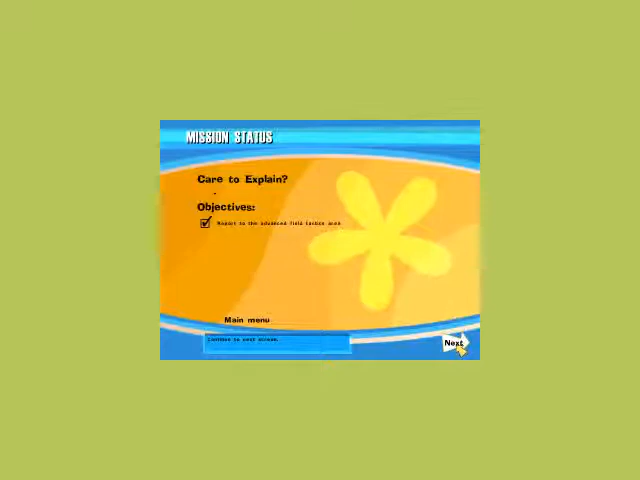 MISSION STATUS
Care to Explain?
Objectives:
Report to the advanced field tactics area
Main menu
Continue to next screen.
Next